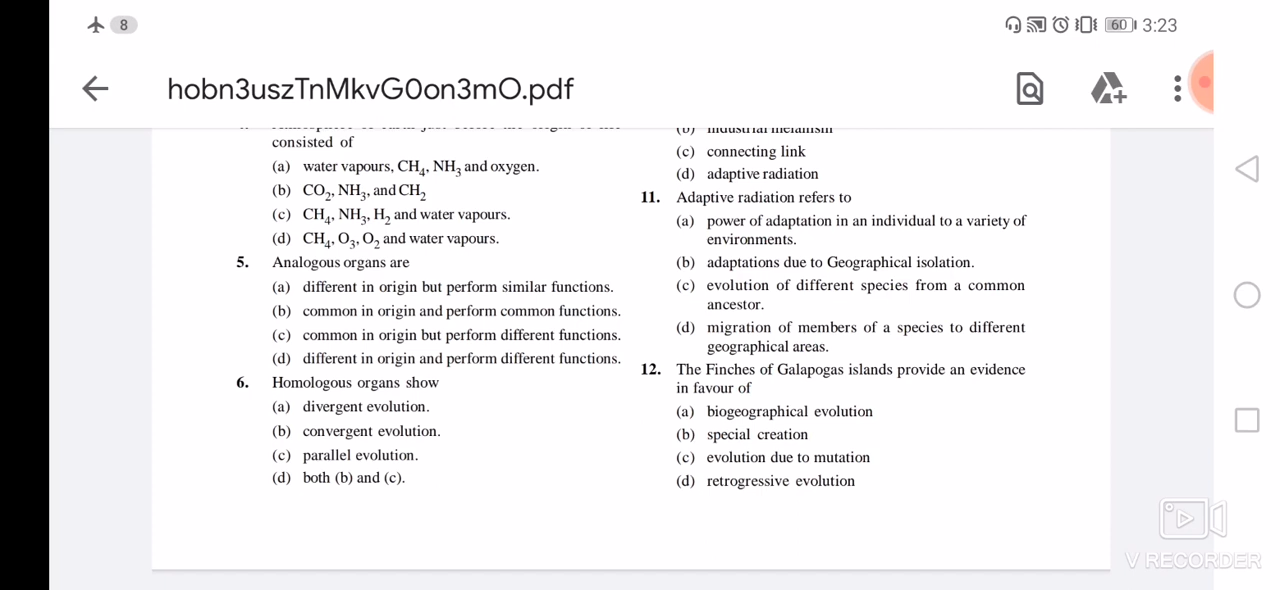 8
60 3:23
hobn3uszTnMkvG0on3mO.pdf
consisted of
(a) water vapours, CH4, NH3 and oxygen.
(b) CO2, NH3, and CH2
(c) CH4, NH3, H2 and water vapours.
(d) CH4, O3, O2 and water vapours.
5. Analogous organs are
(a) different in origin but perform similar functions.
(b) common in origin and perform common functions.
(c) common in origin but perform different functions.
(d) different in origin and perform different functions.
6. Homologous organs show
(a) divergent evolution.
(b) convergent evolution.
(c) parallel evolution.
(d) both (b) and (c).
(b) industrial melanism
(c) connecting link
(d) adaptive radiation
11. Adaptive radiation refers to
(a) power of adaptation in an individual to a variety of
environments.
(b) adaptations due to Geographical isolation.
(c) evolution of different species from a common
ancestor.
(d) migration of members of a species to different
geographical areas.
12. The Finches of Galapogas islands provide an evidence
in favour of
(a) biogeographical evolution
(b) special creation
(c) evolution due to mutation
(d) retrogressive evolution
V RECORDER